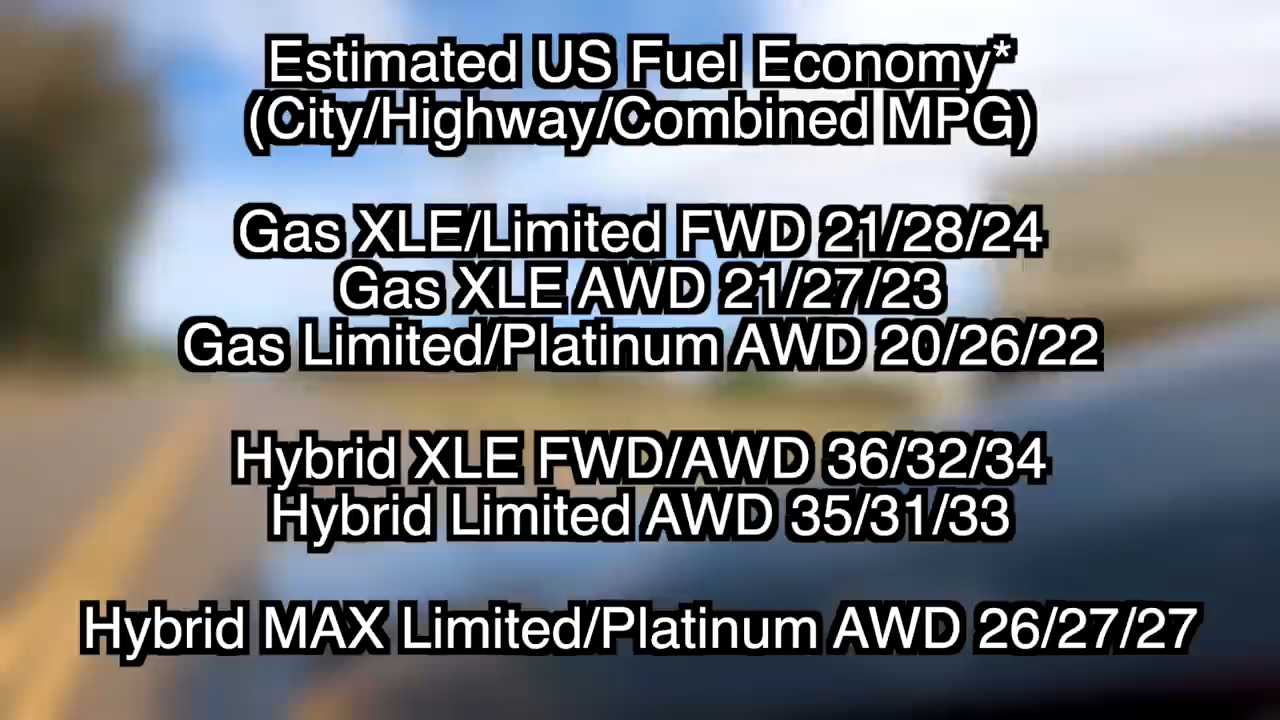 Estimated US Fuel Economy*
(City/Highway/Combined MPG)
Gas XLE/Limited FWD 21/28/24
Gas XLE AWD 21/27/23
Gas Limited/Platinum AWD 20/26/22
Hybrid XLE FWD/AWD 36/32/34
Hybrid Limited AWD 35/31/33
Hybrid MAX Limited/Platinum AWD 26/27/27